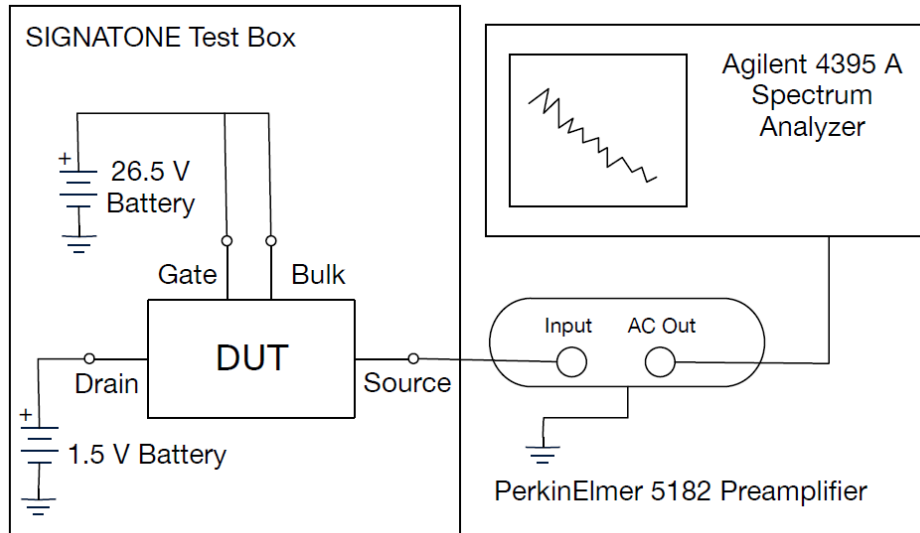 SIGNATONE Test Box
Agilent 4395 A
Spectrum
Analyzer
+
26.5 V
Battery
Gate
Bulk
Input
AC Out
DUT
Drain
Source
+
1.5 V Battery
PerkinElmer 5182 Preamplifier